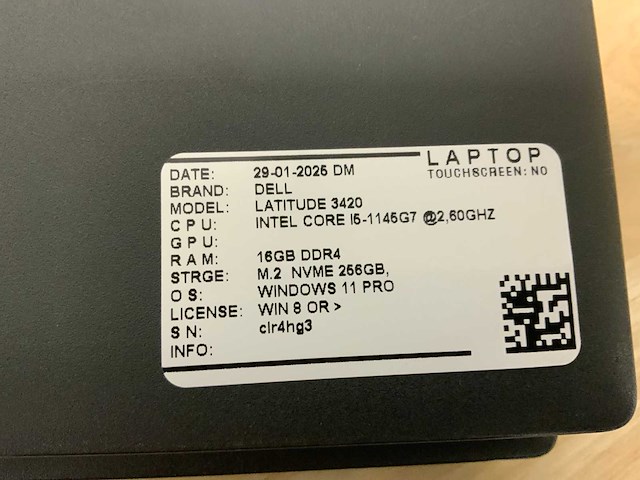 LAPTOP
TOUCHSCREEN: NO
DATE: 29-01-2025 DM
BRAND: DELL
MODEL: LATITUDE 3420
CPU: INTEL CORE I5-1145G7 @2,60GHZ
GPU:
RAM: 16GB DDR4
STRGE: M.2 NVME 256GB,
OS: WINDOWS 11 PRO
LICENSE: WIN 8 OR >
SN: clr4hg3
INFO: